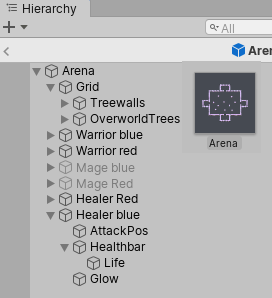 Hierarchy
All
Aren
Arena
Grid
Treewalls
OverworldTrees
Warrior blue
Warrior red
Mage blue
Mage Red
Healer Red
Healer blue
AttackPos
Healthbar
Life
Glow
Arena